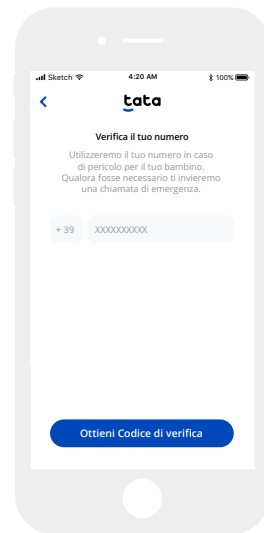 Sketch 4:20 AM 100%
tata
Verifica il tuo numero
Utilizzeremo il tuo numero in caso
di pericolo per il tuo bambino.
Qualora fosse necessario ti invieremo
una chiamata di emergenza.
+ 39 XXXXXXXXXX
Ottieni Codice di verifica